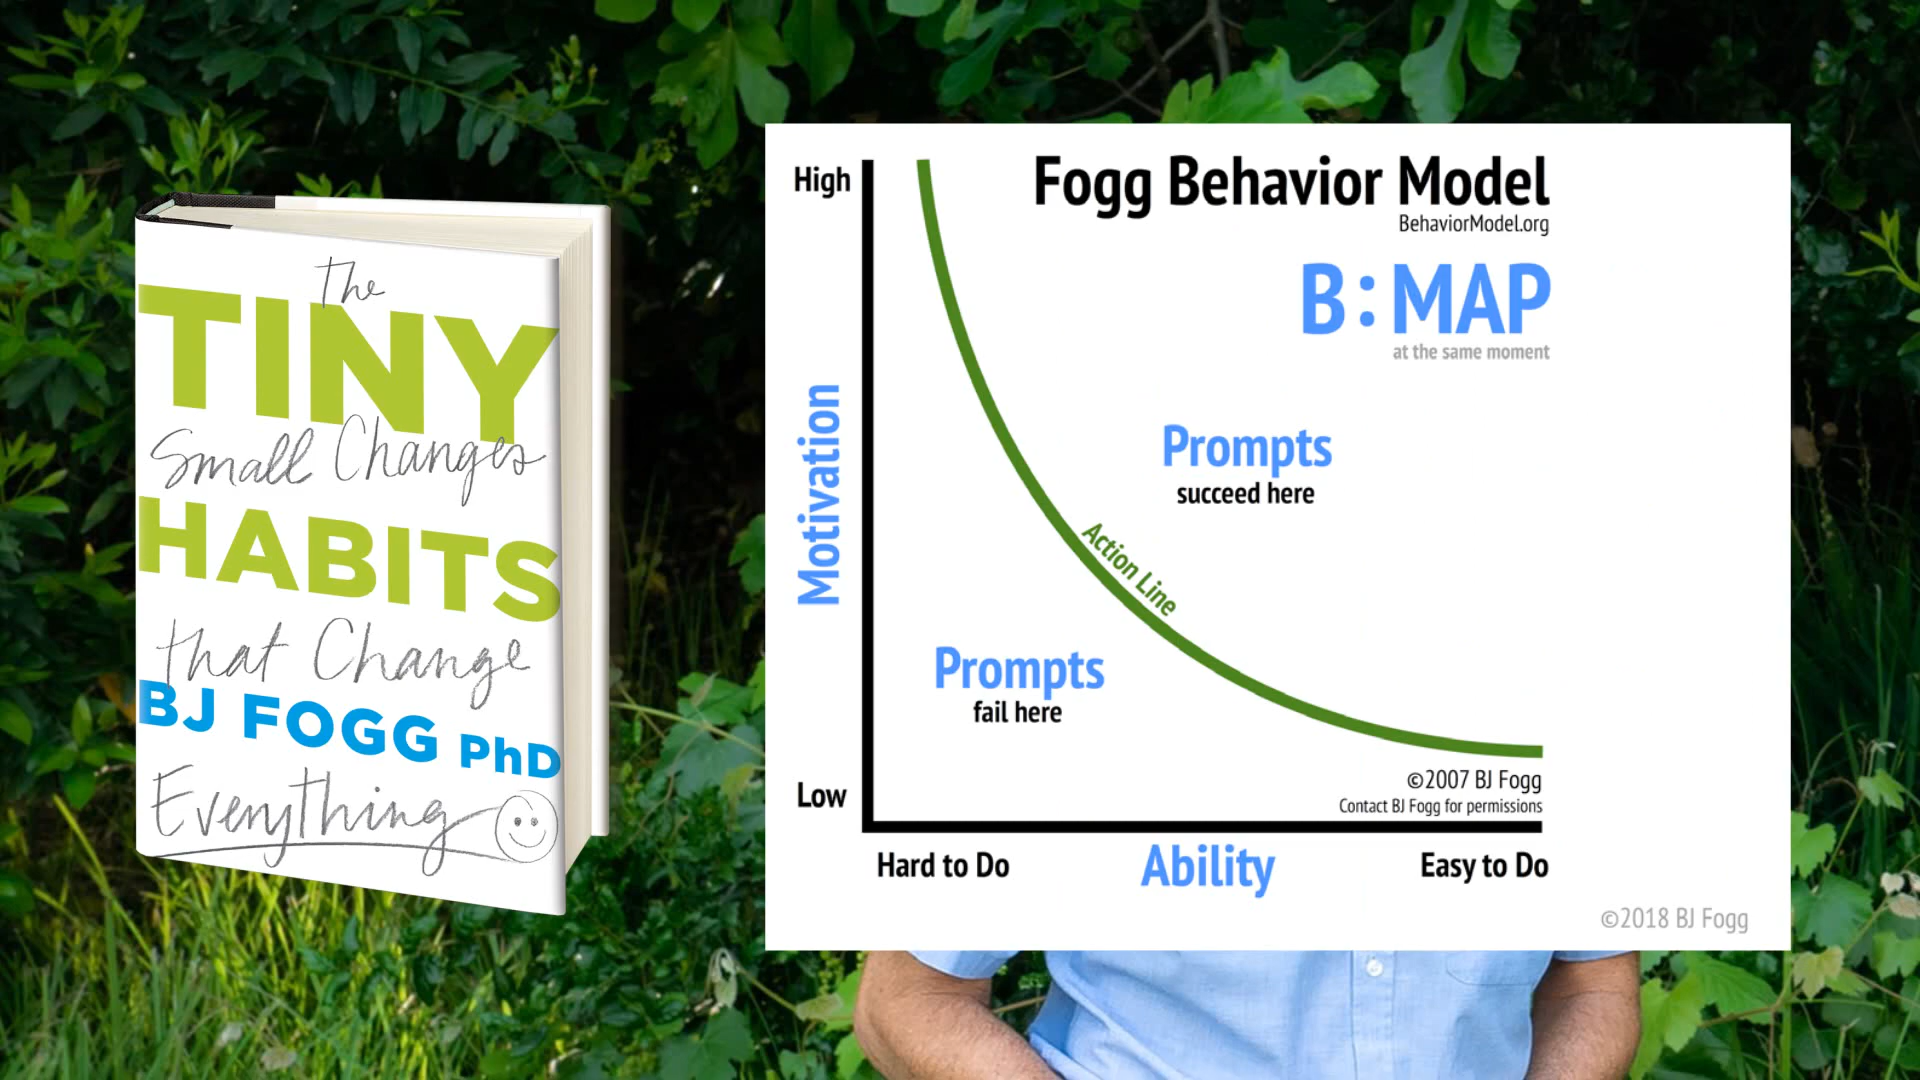 The
TINY
Small Changes
HABITS
that Change
BJ FOGG PhD
Everything
High
Fogg Behavior Model
BehaviorModel.org
B:MAP
at the same moment
Motivation
Prompts
succeed here
Action Line
Prompts
fail here
Low
©2007 BJ Fogg
Contact BJ Fogg for permissions
Hard to Do
Ability
Easy to Do
©2018 BJ Fogg